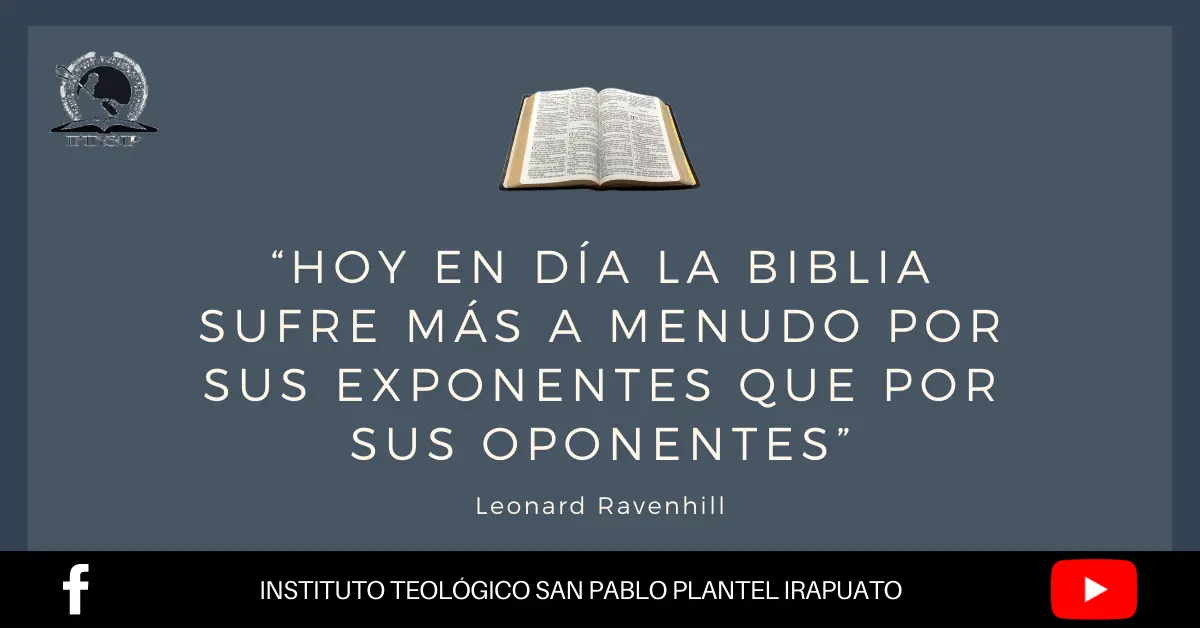 ITSP
“HOY EN DÍA LA BIBLIA
SUFRE MÁS A MENUDO POR
SUS EXPONENTES QUE POR
SUS OPONENTES”
Leonard Ravenhill
INSTITUTO TEOLÓGICO SAN PABLO PLANTEL IRAPUATO